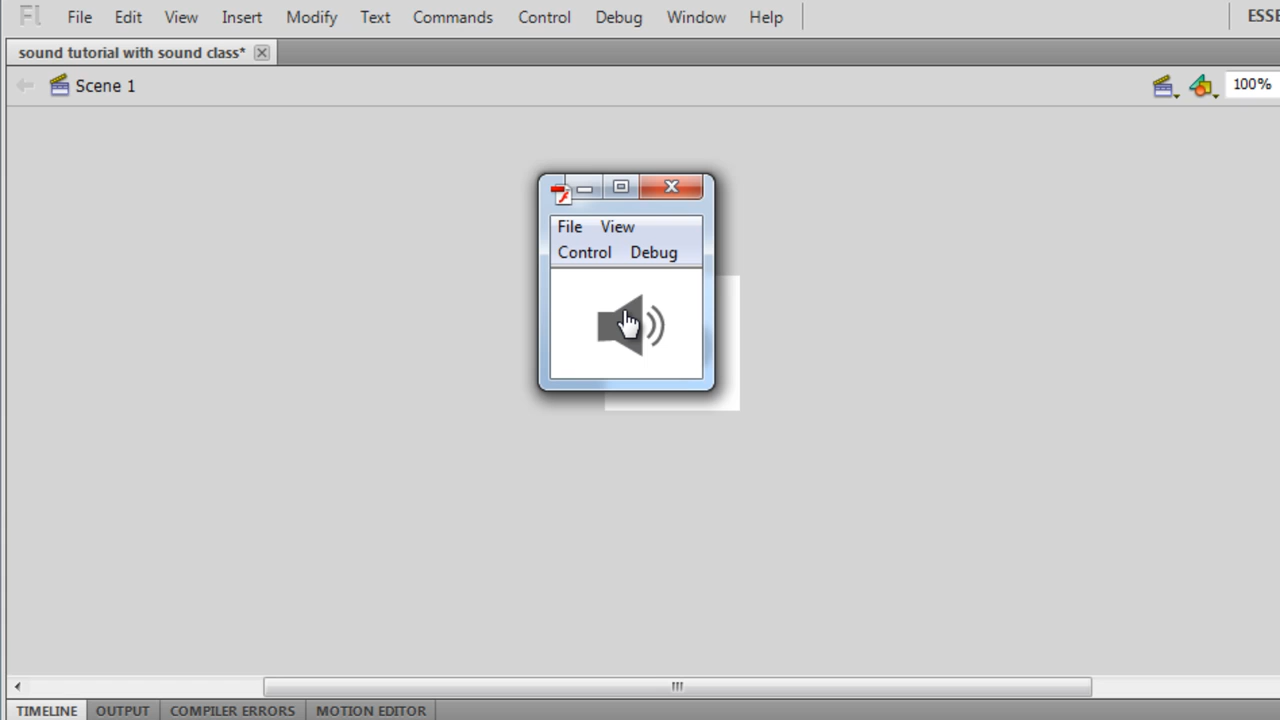 Fl File Edit View Insert Modify Text Commands Control Debug Window Help ESSE
sound tutorial with sound class*
Scene 1 100%
File View
Control Debug
TIMELINE OUTPUT COMPILER ERRORS MOTION EDITOR